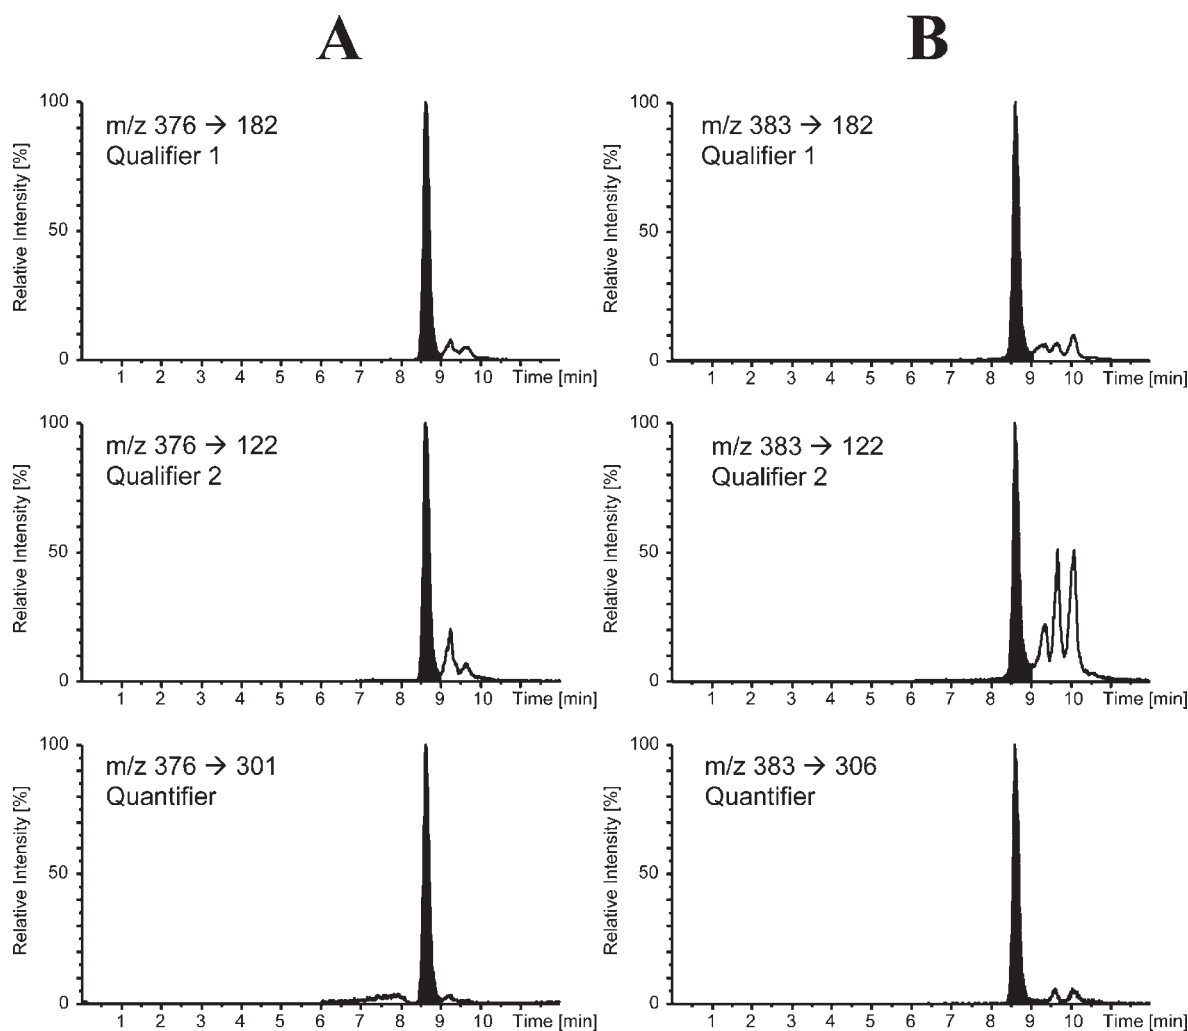 A
B
m/z 376 → 182
Qualifier 1
Relative Intensity [%]
100
50
0
1 2 3 4 5 6 7 8 9 10 Time [min]
m/z 383 → 182
Qualifier 1
Relative Intensity [%]
100
50
0
1 2 3 4 5 6 7 8 9 10 Time [min]
m/z 376 → 122
Qualifier 2
Relative Intensity [%]
100
50
0
1 2 3 4 5 6 7 8 9 10 Time [min]
m/z 383 → 122
Qualifier 2
Relative Intensity [%]
100
50
0
1 2 3 4 5 6 7 8 9 10 Time [min]
m/z 376 → 301
Quantifier
Relative Intensity [%]
100
50
0
1 2 3 4 5 6 7 8 9 10 Time [min]
m/z 383 → 306
Quantifier
Relative Intensity [%]
100
50
0
1 2 3 4 5 6 7 8 9 10 Time [min]